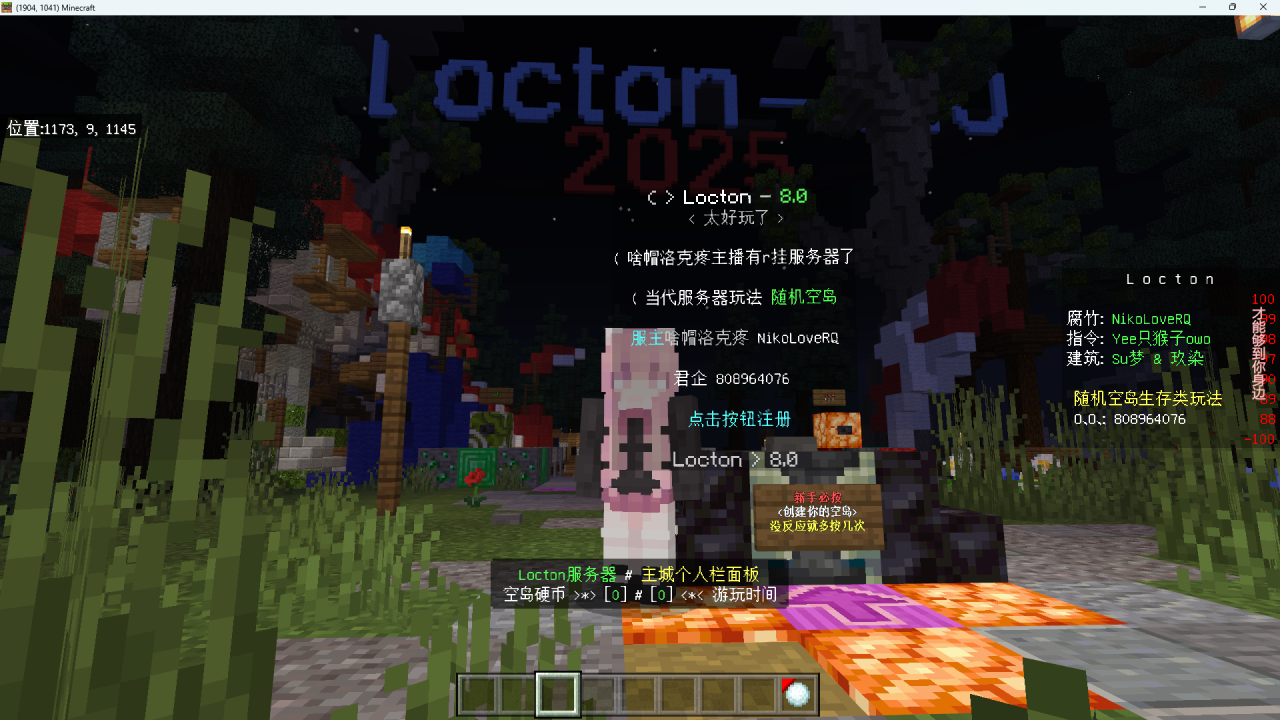 (1904, 1041) Minecraft
Locton-
2025
位置:1173, 9, 1145
< > Locton - 8.0
< 太好玩了 >
( 啥帽洛克疼主播有r挂服务器了
( 当代服务器玩法 随机空岛
服主啥帽洛克疼 NikoLoveRQ
君企 808964076
点击按钮注册
Locton > 8.0
新手必按
<创建你的空岛>
没反应就多按几次
Locton
腐竹: NikoLoveRQ
指令: Yee只猴子owo
建筑: Su梦 & 玖染
随机空岛生存类玩法
Q.Q.: 808964076
100
才能够到你身边
88
-100
Locton服务器 # 主城个人栏面板
空岛硬币 >*> [0] # [0] <*< 游玩时间